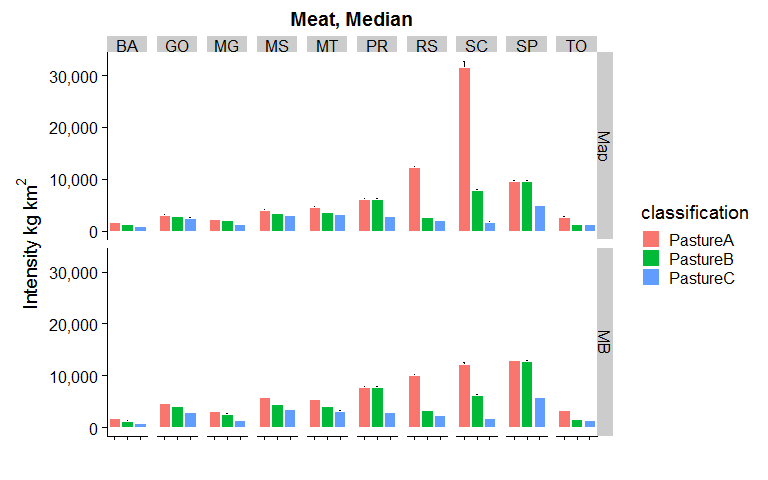 Meat, Median
BA GO MG MS MT PR RS SC SP TO
30,000
20,000
10,000
0
Map
30,000
20,000
10,000
0
MB
Intensity kg km²
classification
PastureA
PastureB
PastureC